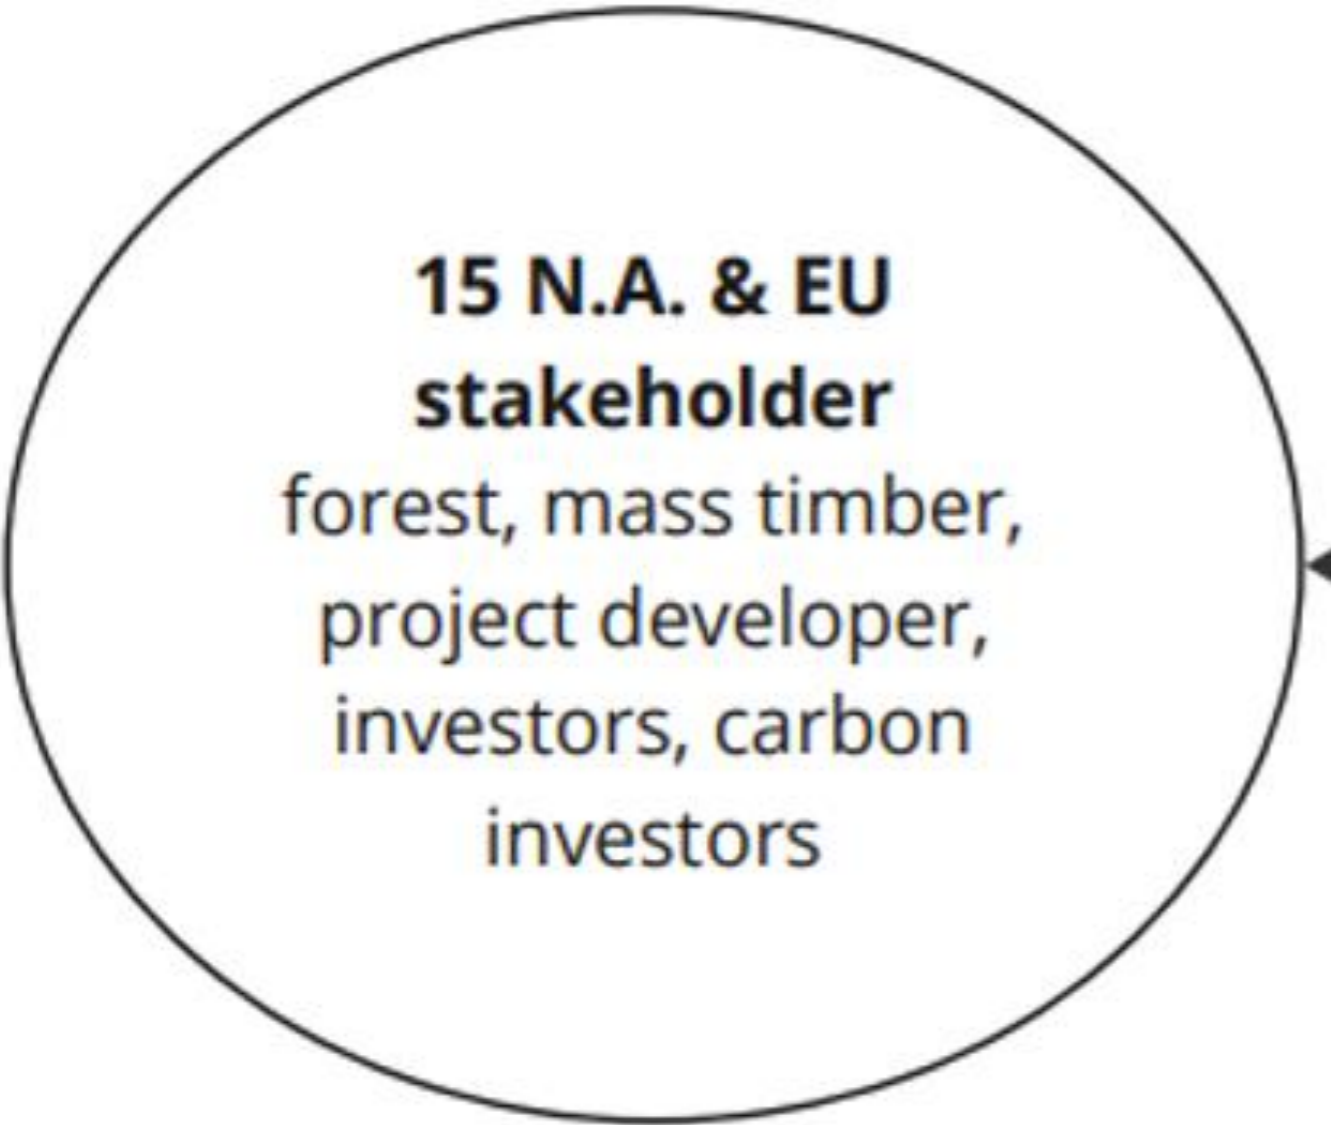 15 N.A. & EU
stakeholder
forest, mass timber,
project developer,
investors, carbon
investors